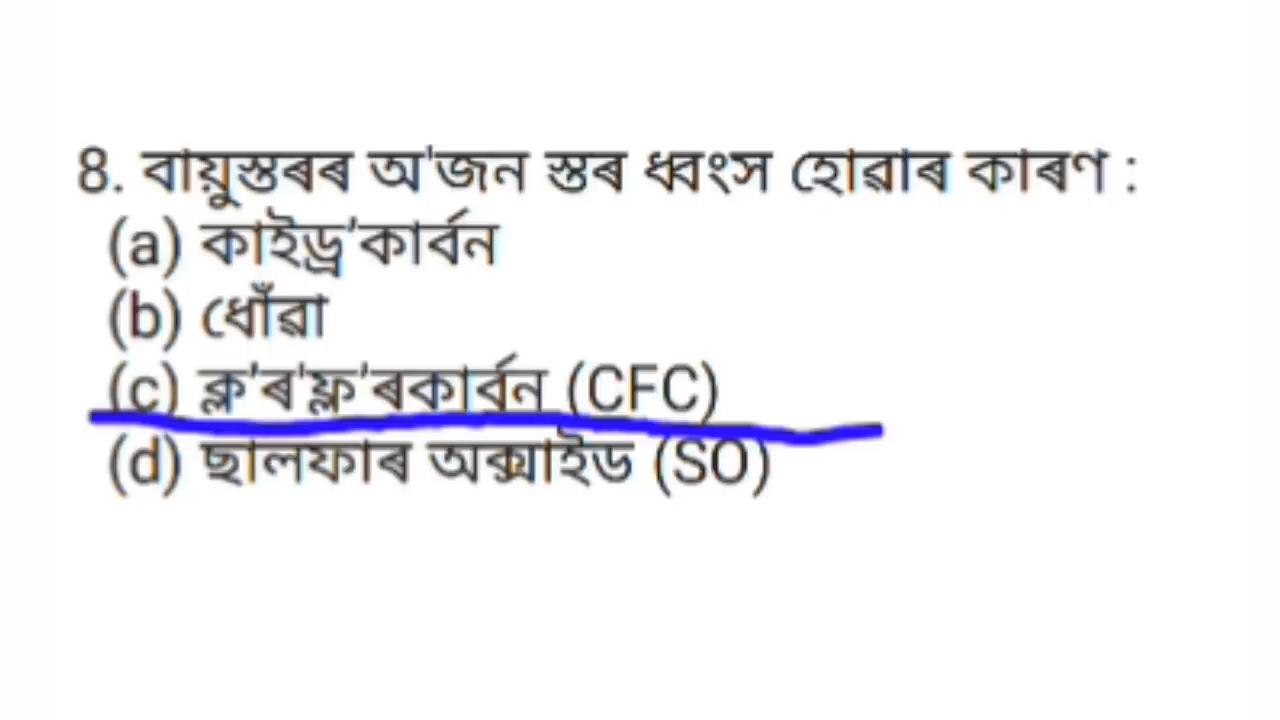 8. বায়ুস্তৰৰ অ'জন স্তৰ ধ্বংস হোৱাৰ কাৰণ :
(a) কাইড্ৰ'কাৰ্বন
(b) ধোঁৱা
(c) ক্ল'ৰ'ফ্ল'ৰকাৰ্বন (CFC)
(d) ছালফাৰ অক্সাইড (SO)